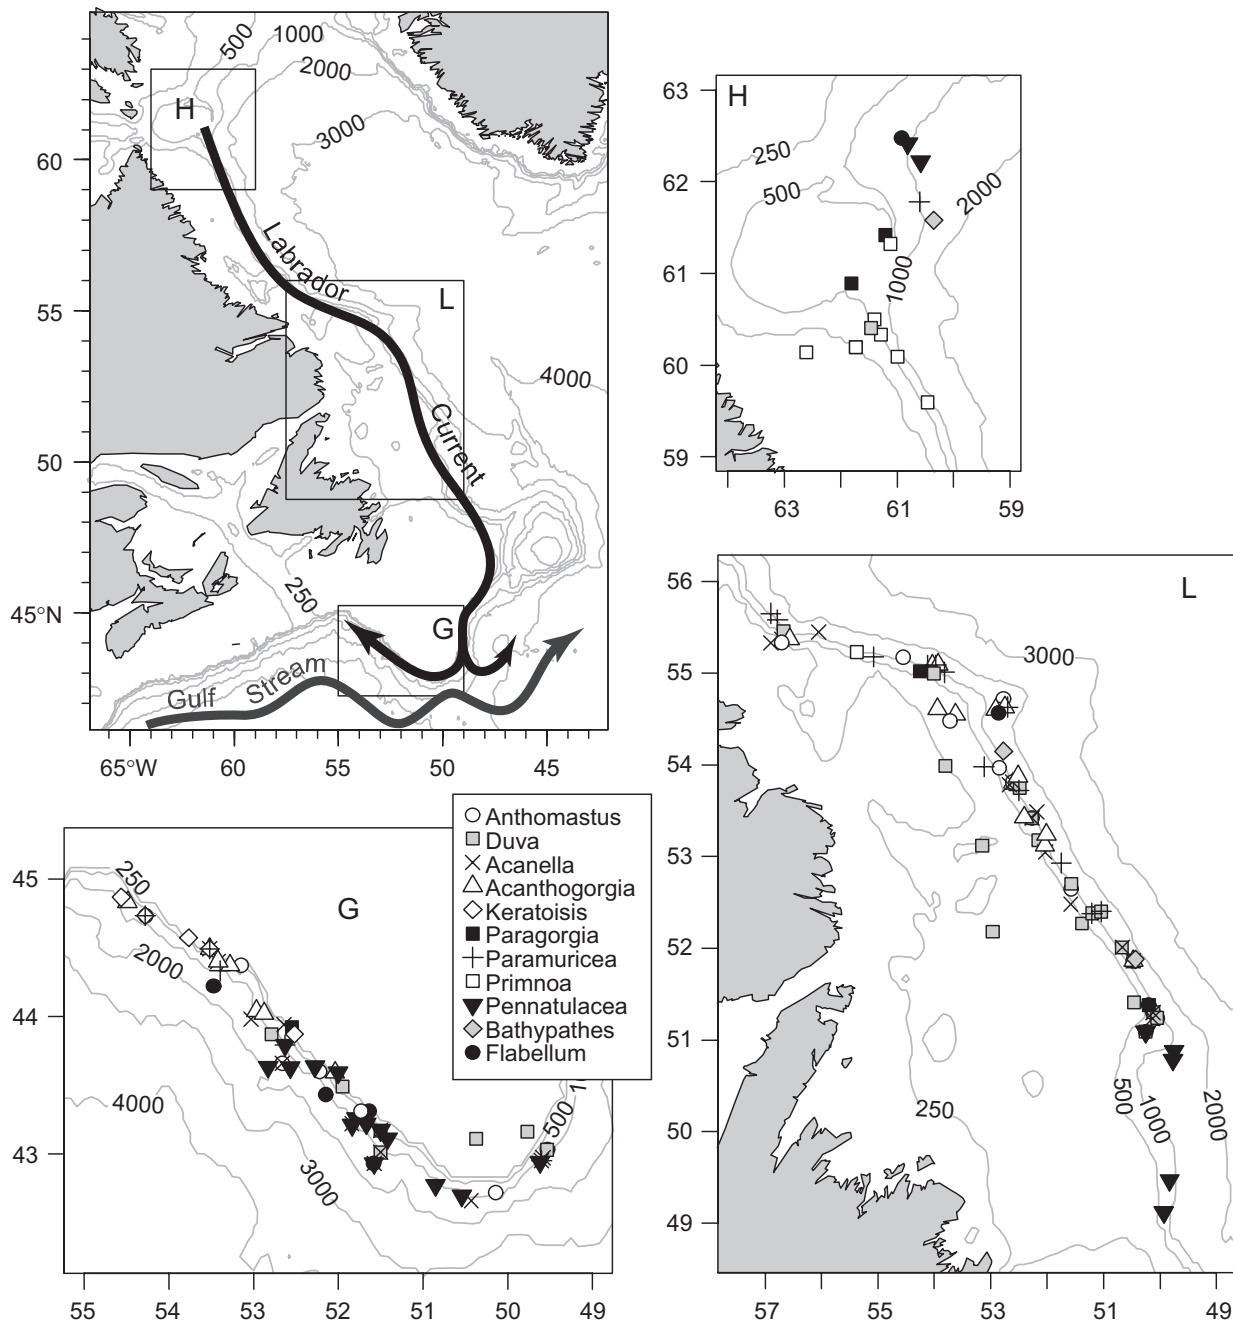 500
1000
2000
3000
H
60
Labrador
L
55
4000
Current
50
250
45°N
G
Gulf Stream
65°W
60
55
50
45
H
63
250
62
500
2000
61
1000
60
59
63
61
59
56
L
3000
55
54
53
52
51
500
1000
2000
250
50
49
57
55
53
51
49
Anthomastus
Duva
Acanella
Acanthogorgia
Keratoisis
Paragorgia
Paramuricea
Primnoa
Pennatulacea
Bathypathes
Flabellum
45
250
G
2000
44
4000
500
43
3000
55
54
53
52
51
50
49